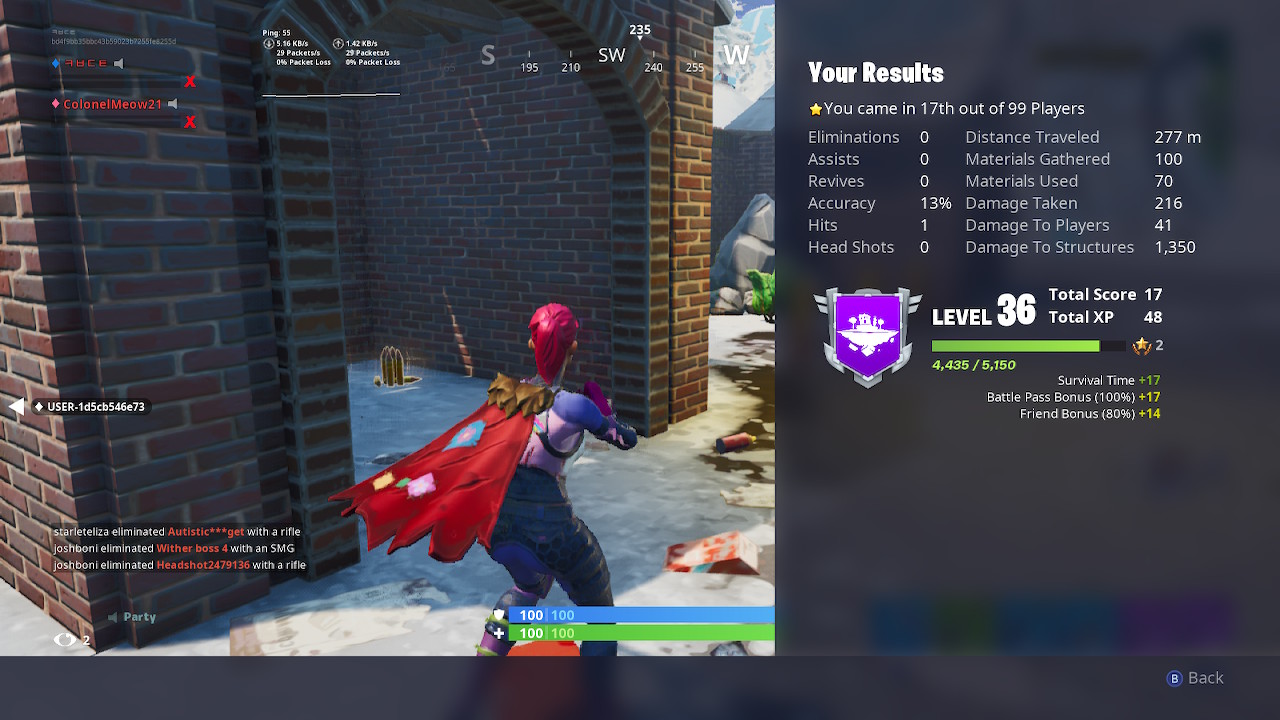 Ping: 55
5.16 KB/s 1.42 KB/s
29 Packets/s 29 Packets/s
0% Packet Loss 0% Packet Loss
235
S SW W
195 210 240 255
ColonelMeow21
X
X
USER-1d5cb546e73
starleteliza eliminated Autistic***get with a rifle
joshboni eliminated Wither boss 4 with an SMG
joshboni eliminated Headshot2479136 with a rifle
Party
2
100 100
100 100
Your Results
You came in 17th out of 99 Players
Eliminations 0 Distance Traveled 277 m
Assists 0 Materials Gathered 100
Revives 0 Materials Used 70
Accuracy 13% Damage Taken 216
Hits 1 Damage To Players 41
Head Shots 0 Damage To Structures 1,350
LEVEL 36
Total Score 17
Total XP 48
2
4,435 / 5,150
Survival Time +17
Battle Pass Bonus (100%) +17
Friend Bonus (80%) +14
B Back